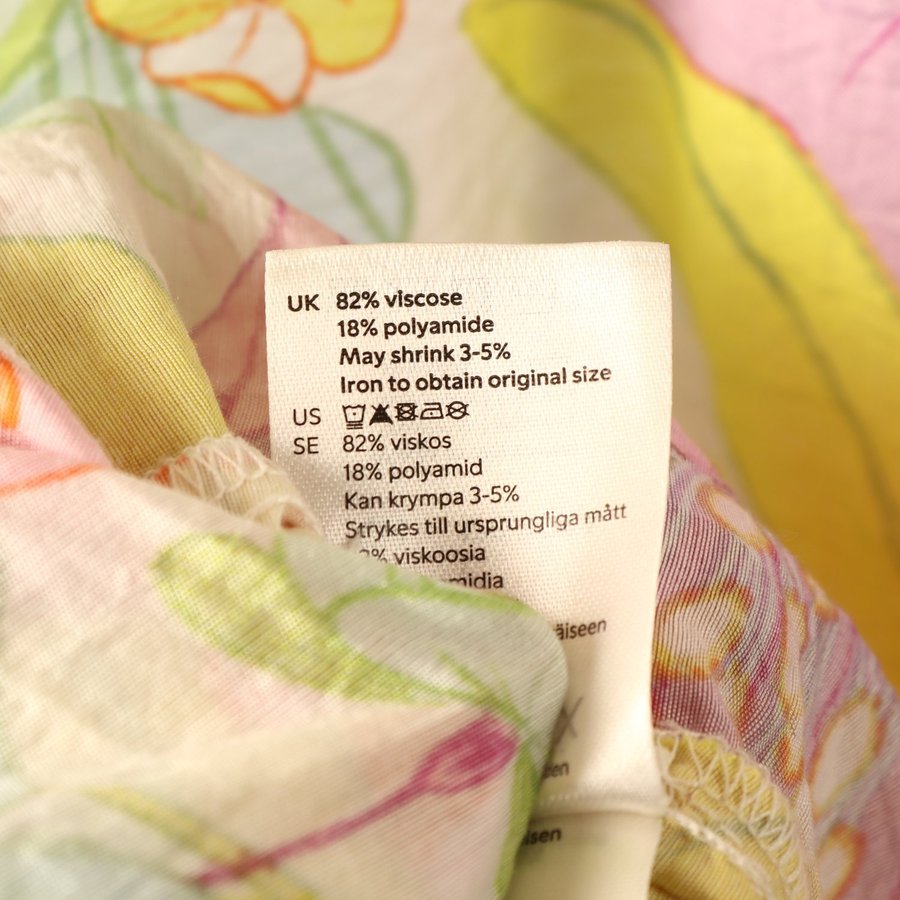 UK 82% viscose
18% polyamide
May shrink 3-5%
Iron to obtain original size
US
SE 82% viskos
18% polyamid
Kan krympa 3-5%
Strykes till ursprungliga mått
% viskoosia